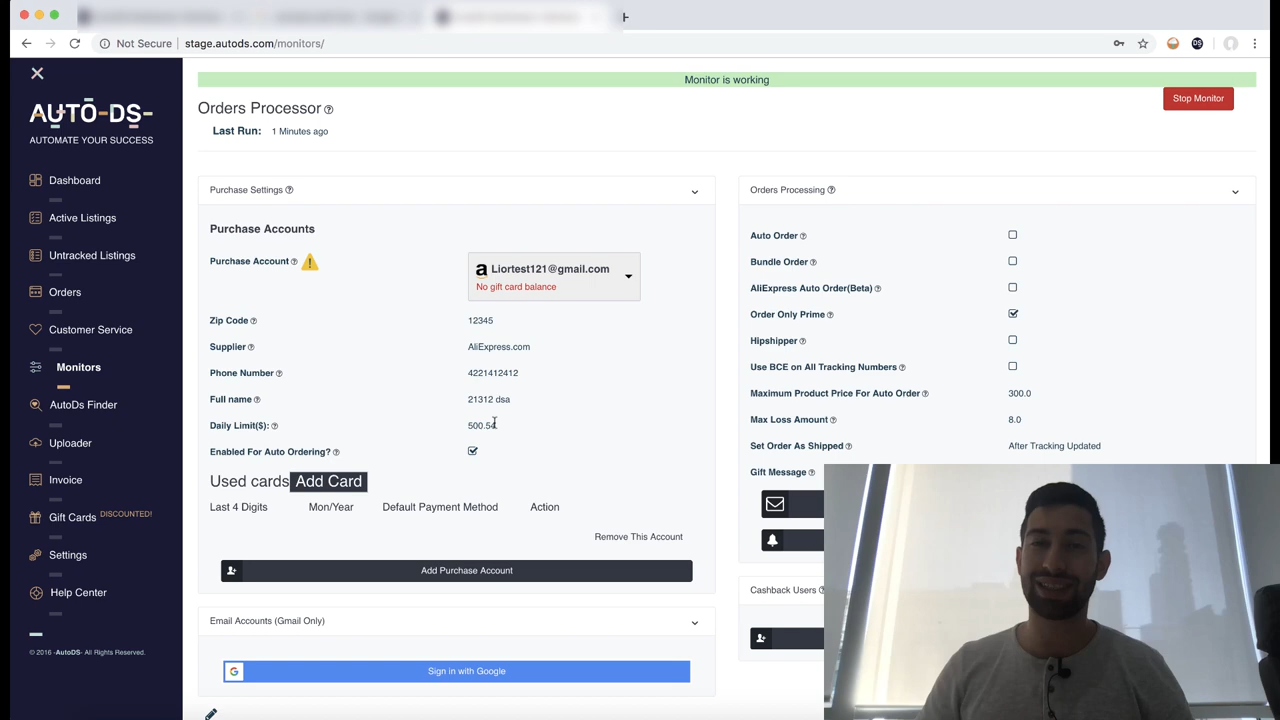 Not Secure
stage.autods.com/monitors/
DS
AUTO-DS-
AUTOMATE YOUR SUCCESS
Dashboard
Active Listings
Untracked Listings
Orders
Customer Service
Monitors
AutoDs Finder
Uploader
Invoice
Gift Cards DISCOUNTED!
Settings
Help Center
© 2016 -AutoDS- All Rights Reserved.
Monitor is working
Orders Processor
Stop Monitor
Last Run: 1 Minutes ago
Purchase Settings
Purchase Accounts
Purchase Account
a Liortest121@gmail.com
No gift card balance
Zip Code 12345
Supplier AliExpress.com
Phone Number 4221412412
Full name 21312 dsa
Daily Limit($): 500.54
Enabled For Auto Ordering?
Used cards Add Card
Last 4 Digits Mon/Year Default Payment Method Action
Remove This Account
Add Purchase Account
Email Accounts (Gmail Only)
G Sign in with Google
Orders Processing
Auto Order
Bundle Order
AliExpress Auto Order(Beta)
Order Only Prime
Hipshipper
Use BCE on All Tracking Numbers
Maximum Product Price For Auto Order 300.0
Max Loss Amount 8.0
Set Order As Shipped After Tracking Updated
Gift Message
Cashback Users